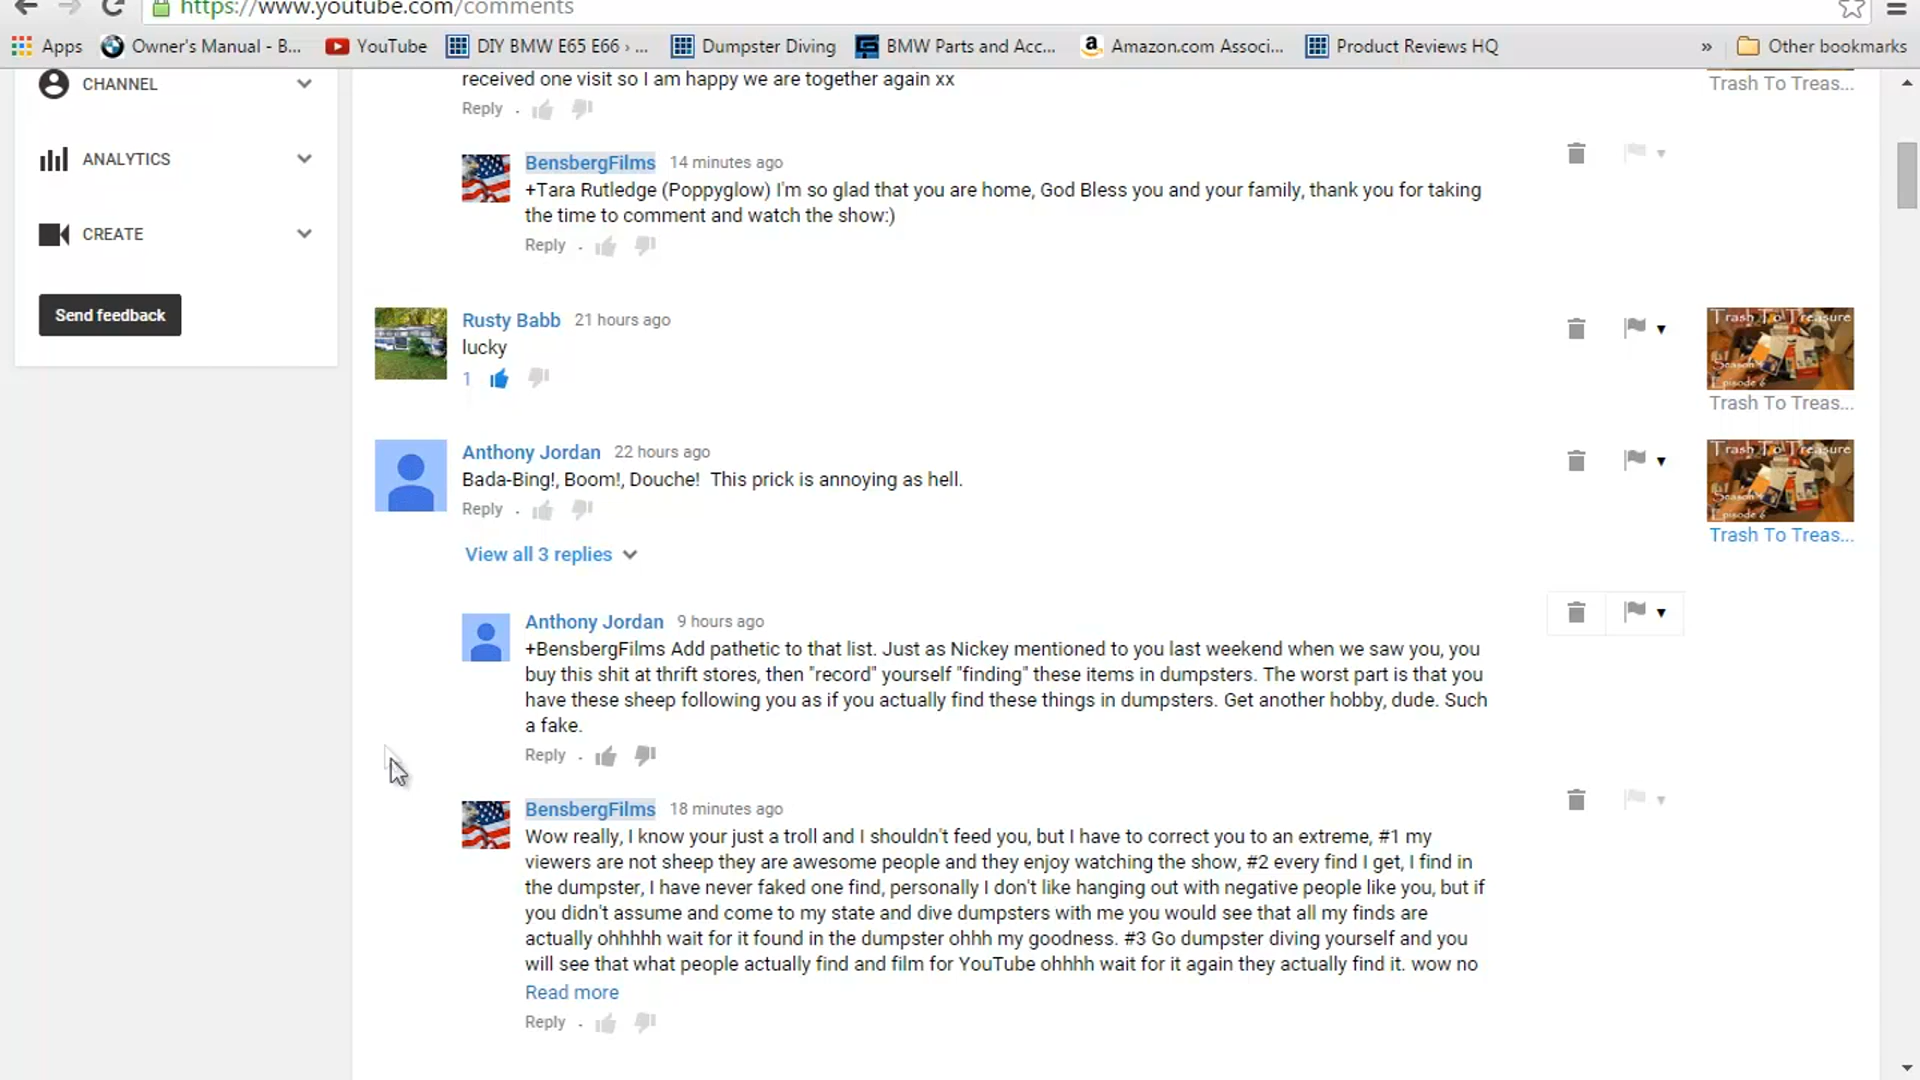 https://www.youtube.com/comments
Apps Owner's Manual - B... YouTube DIY BMW E65 E66 › ... Dumpster Diving BMW Parts and Acc... Amazon.com Associ... Product Reviews HQ » Other bookmarks
CHANNEL
ANALYTICS
CREATE
Send feedback
received one visit so I am happy we are together again xx
Reply .
Trash To Treas...
BensbergFilms 14 minutes ago
+Tara Rutledge (Poppyglow) I'm so glad that you are home, God Bless you and your family, thank you for taking
the time to comment and watch the show:)
Reply .
Rusty Babb 21 hours ago
lucky
1
Trash To Treasure
Season
Episode 6
Trash To Treas...
Anthony Jordan 22 hours ago
Bada-Bing!, Boom!, Douche!  This prick is annoying as hell.
Reply .
Trash To Treasure
Season
Episode 6
Trash To Treas...
View all 3 replies
Anthony Jordan 9 hours ago
+BensbergFilms Add pathetic to that list. Just as Nickey mentioned to you last weekend when we saw you, you
buy this shit at thrift stores, then "record" yourself "finding" these items in dumpsters. The worst part is that you
have these sheep following you as if you actually find these things in dumpsters. Get another hobby, dude. Such
a fake.
Reply .
BensbergFilms 18 minutes ago
Wow really, I know your just a troll and I shouldn't feed you, but I have to correct you to an extreme, #1 my
viewers are not sheep they are awesome people and they enjoy watching the show, #2 every find I get, I find in
the dumpster, I have never faked one find, personally I don't like hanging out with negative people like you, but if
you didn't assume and come to my state and dive dumpsters with me you would see that all my finds are
actually ohhhhh wait for it found in the dumpster ohhh my goodness. #3 Go dumpster diving yourself and you
will see that what people actually find and film for YouTube ohhhh wait for it again they actually find it. wow no
Read more
Reply .